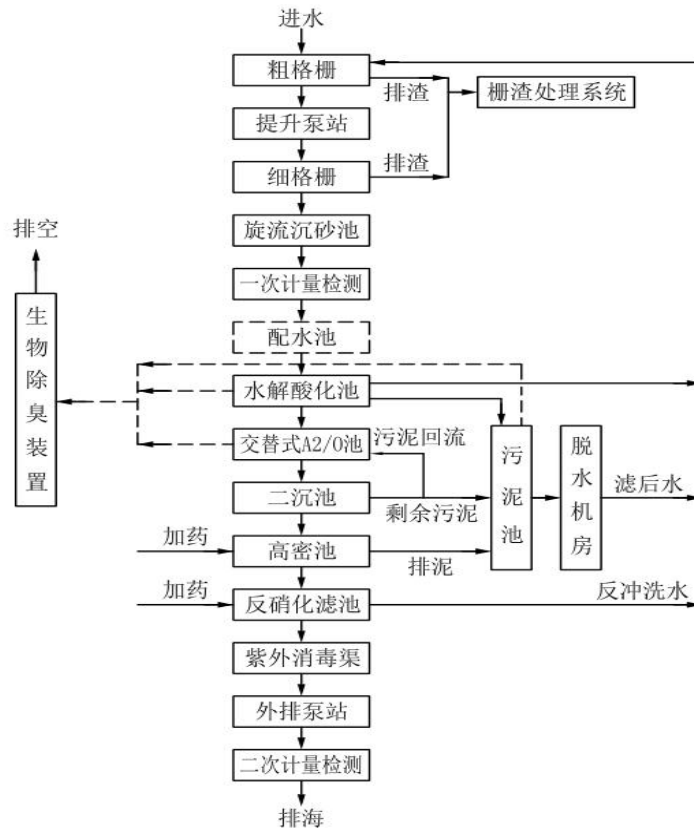 进水
粗格栅
排渣
栅渣处理系统
提升泵站
细格栅
排渣
旋流沉砂池
排空
一次计量检测
生物除臭装置
配水池
水解酸化池
交替式A2/O池
污泥回流
污泥池
脱水机房
滤后水
二沉池
剩余污泥
加药
高密池
排泥
加药
反硝化滤池
反冲洗水
紫外消毒渠
外排泵站
二次计量检测
排海